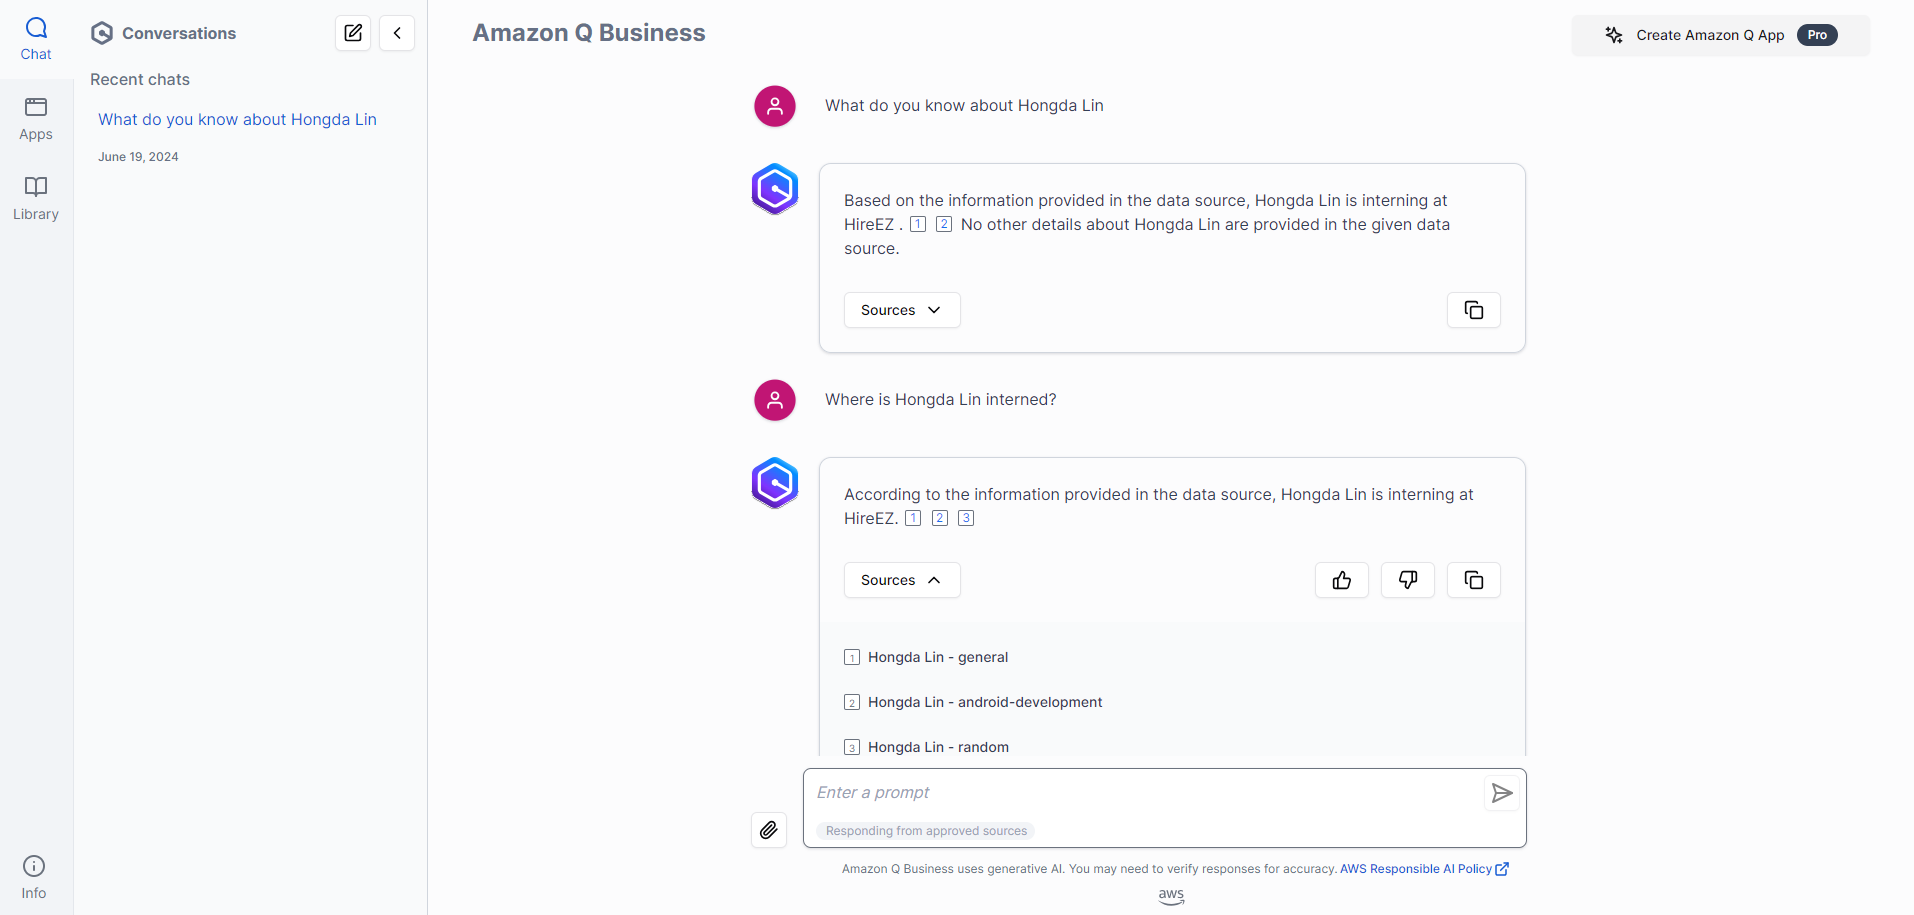 Chat
Apps
Library
Info
Conversations
Recent chats
What do you know about Hongda Lin
June 19, 2024
Amazon Q Business
Create Amazon Q App Pro
What do you know about Hongda Lin
Based on the information provided in the data source, Hongda Lin is interning at
HireEZ . 1 2 No other details about Hongda Lin are provided in the given data
source.
Sources
Where is Hongda Lin interned?
According to the information provided in the data source, Hongda Lin is interning at
HireEZ. 1 2 3
Sources
1 Hongda Lin - general
2 Hongda Lin - android-development
3 Hongda Lin - random
Enter a prompt
Responding from approved sources
Amazon Q Business uses generative AI. You may need to verify responses for accuracy. AWS Responsible AI Policy
aws